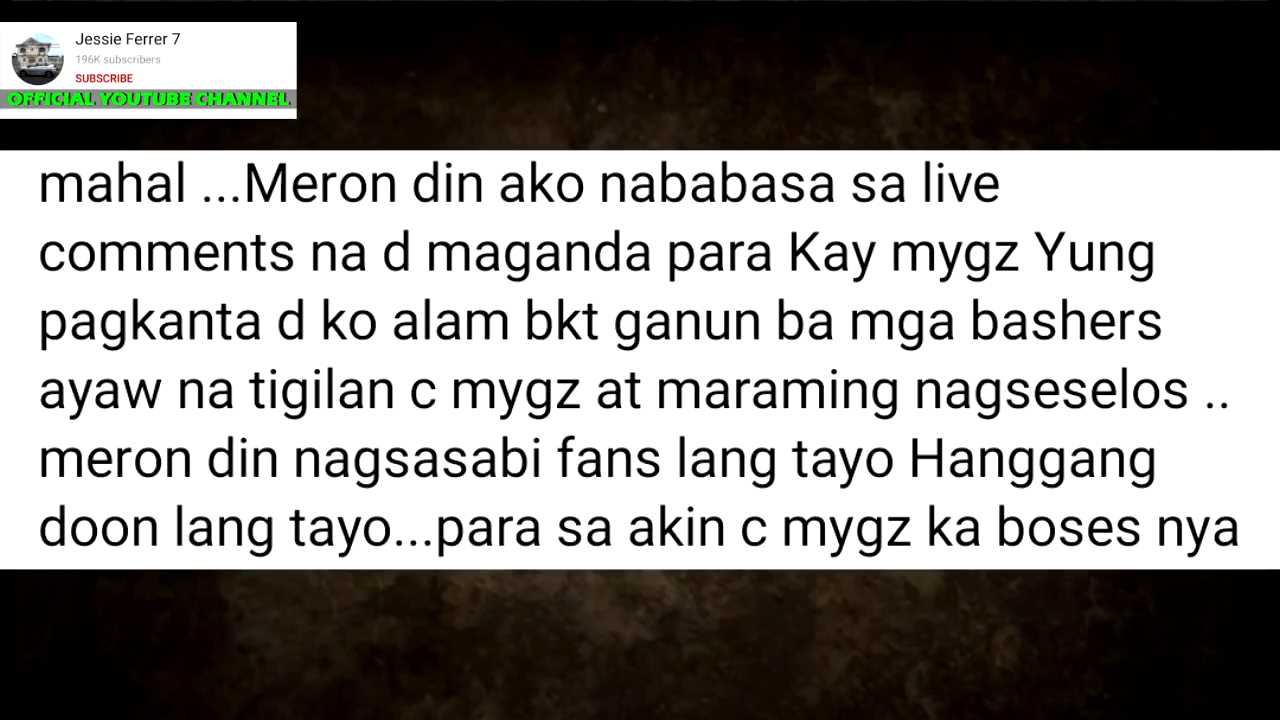 Jessie Ferrer 7
196K subscribers
SUBSCRIBE
OFFICIAL YOUTUBE CHANNEL
mahal ...Meron din ako nababasa sa live
comments na d maganda para Kay mygz Yung
pagkanta d ko alam bkt ganun ba mga bashers
ayaw na tigilan c mygz at maraming nagseselos ..
meron din nagsasabi fans lang tayo Hanggang
doon lang tayo...para sa akin c mygz ka boses nya